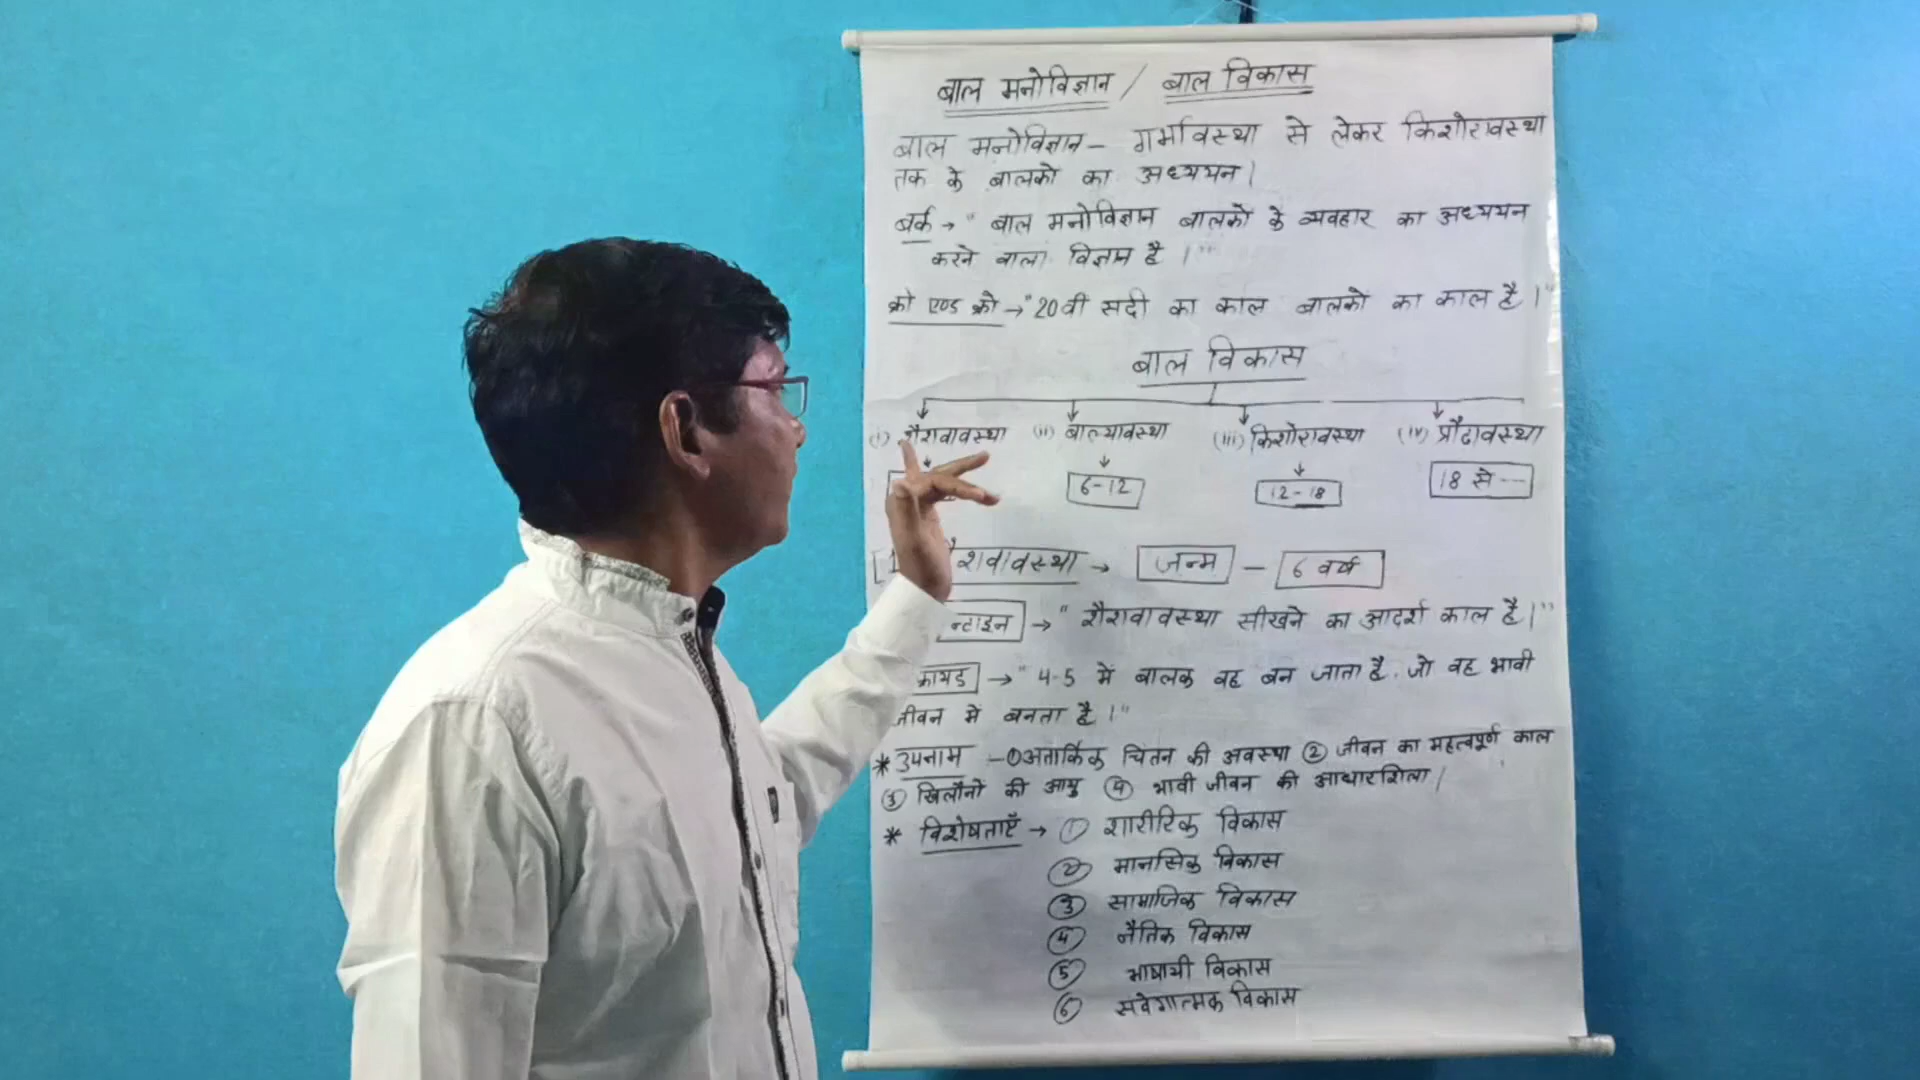 बाल मनोविज्ञान / बाल विकास
बाल मनोविज्ञान – गर्भावस्था से लेकर किशोरावस्था
तक के बालकों का अध्ययन।
बर्क → " बाल मनोविज्ञान बालकों के व्यवहार का अध्ययन
करने वाला विज्ञान है ।"
क्रो एण्ड क्रो → "20वी सदी का काल बालकों का काल है ।"
बाल विकास
(i) शैशवावस्था (ii) बाल्यावस्था (iii) किशोरावस्था (iv) प्रौढावस्था
6-12 12-18 18 से ---
शैशवावस्था → जन्म – 6 वर्ष
न्टाइन → " शैशवावस्था सीखने का आदर्श काल है ।"
फ्रायड → " 4-5 में बालक वह बन जाता है. जो वह भावी
जीवन में बनता है ।"
* उपनाम – ① अतार्किक चिंतन की अवस्था ② जीवन का महत्वपूर्ण काल
③ खिलौनों की आयु ④ भावी जीवन की आधारशिला।
* विशेषताएँ → ① शारीरिक विकास
② मानसिक विकास
③ सामाजिक विकास
④ नैतिक विकास
⑤ भाषायी विकास
⑥ संवेगात्मक विकास